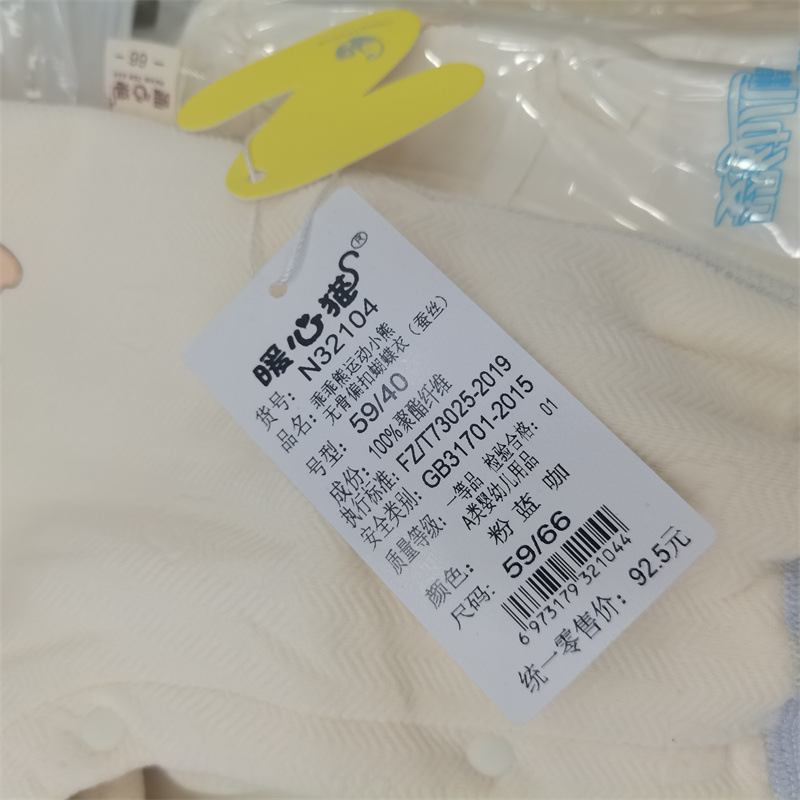 暖心猫®
货号: N32104
品名: 乖乖熊运动小熊
无骨偏扣蝴蝶衣(蚕丝)
号型: 59/40
成份: 100%聚酯纤维
执行标准: FZ/T73025-2019
安全类别: GB31701-2015
质量等级: 一等品 检验合格: 01
A类婴幼儿用品
颜色: 粉 蓝 咖
尺码: 59/66
6973179321044
统一零售价: 92.5元
- 66 -
暖心猫